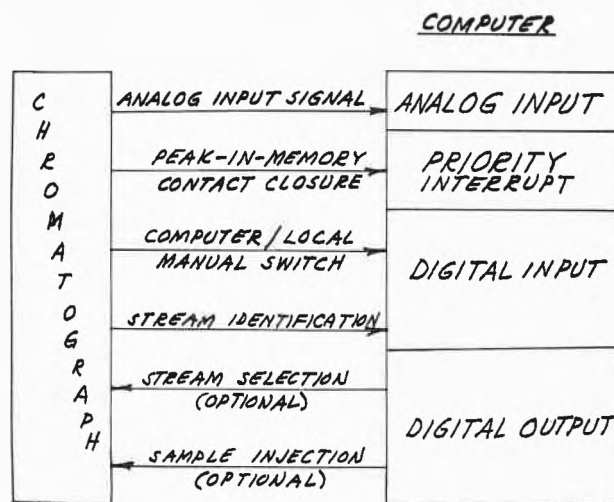 COMPUTER
CHROMATOGRAPH
ANALOG INPUT SIGNAL
ANALOG INPUT
PEAK-IN-MEMORY
CONTACT CLOSURE
PRIORITY
INTERRUPT
COMPUTER/LOCAL
MANUAL SWITCH
DIGITAL INPUT
STREAM IDENTIFICATION
STREAM SELECTION
(OPTIONAL)
DIGITAL OUTPUT
SAMPLE INJECTION
(OPTIONAL)